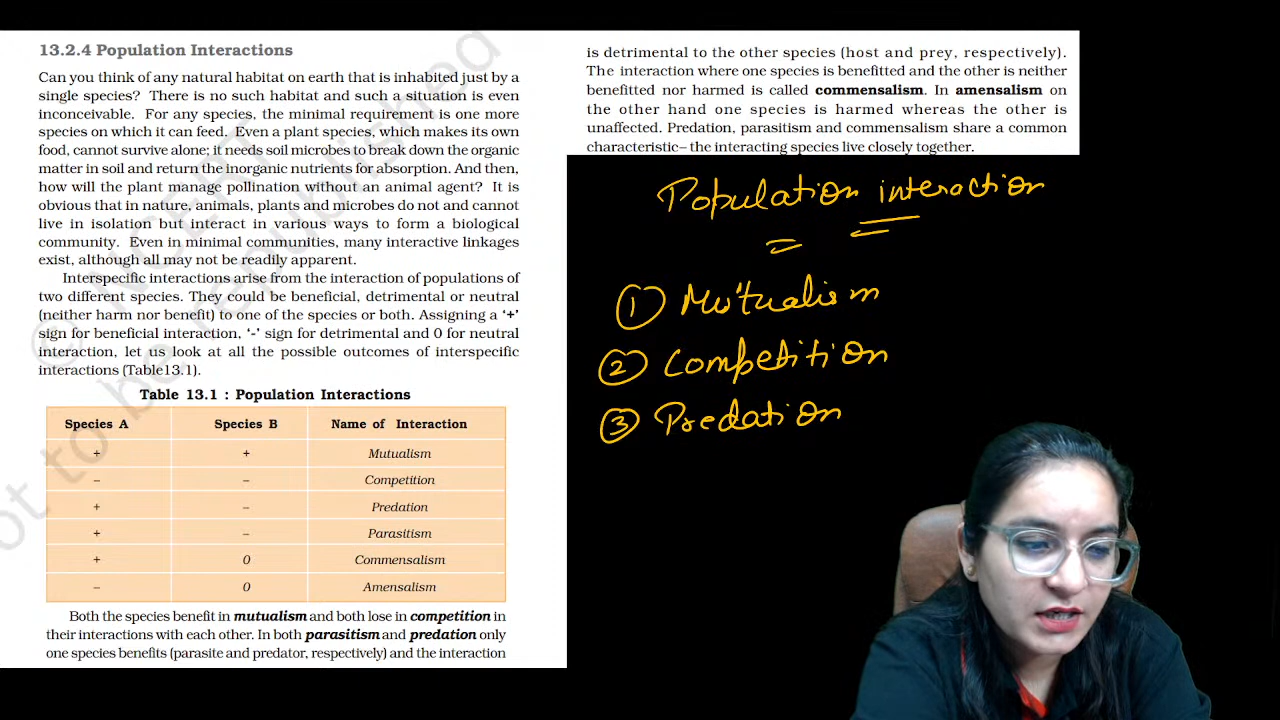 13.2.4 Population Interactions
Can you think of any natural habitat on earth that is inhabited just by a
single species? There is no such habitat and such a situation is even
inconceivable. For any species, the minimal requirement is one more
species on which it can feed. Even a plant species, which makes its own
food, cannot survive alone; it needs soil microbes to break down the organic
matter in soil and return the inorganic nutrients for absorption. And then,
how will the plant manage pollination without an animal agent? It is
obvious that in nature, animals, plants and microbes do not and cannot
live in isolation but interact in various ways to form a biological
community. Even in minimal communities, many interactive linkages
exist, although all may not be readily apparent.
Interspecific interactions arise from the interaction of populations of
two different species. They could be beneficial, detrimental or neutral
(neither harm nor benefit) to one of the species or both. Assigning a '+'
sign for beneficial interaction, '-' sign for detrimental and 0 for neutral
interaction, let us look at all the possible outcomes of interspecific
interactions (Table13.1).
Table 13.1 : Population Interactions
Species A Species B Name of Interaction
+ + Mutualism
– – Competition
+ – Predation
+ – Parasitism
+ 0 Commensalism
– 0 Amensalism
Both the species benefit in mutualism and both lose in competition in
their interactions with each other. In both parasitism and predation only
one species benefits (parasite and predator, respectively) and the interaction
is detrimental to the other species (host and prey, respectively).
The interaction where one species is benefitted and the other is neither
benefitted nor harmed is called commensalism. In amensalism on
the other hand one species is harmed whereas the other is
unaffected. Predation, parasitism and commensalism share a common
characteristic– the interacting species live closely together.
Population interaction
① Mutualism
② Competition
③ Predation
© NCERT
not to be republished